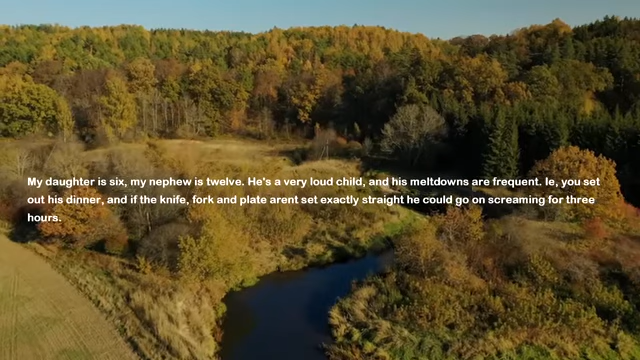 My daughter is six, my nephew is twelve. He's a very loud child, and his meltdowns are frequent. Ie, you set
out his dinner, and if the knife, fork and plate arent set exactly straight he could go on screaming for three
hours.